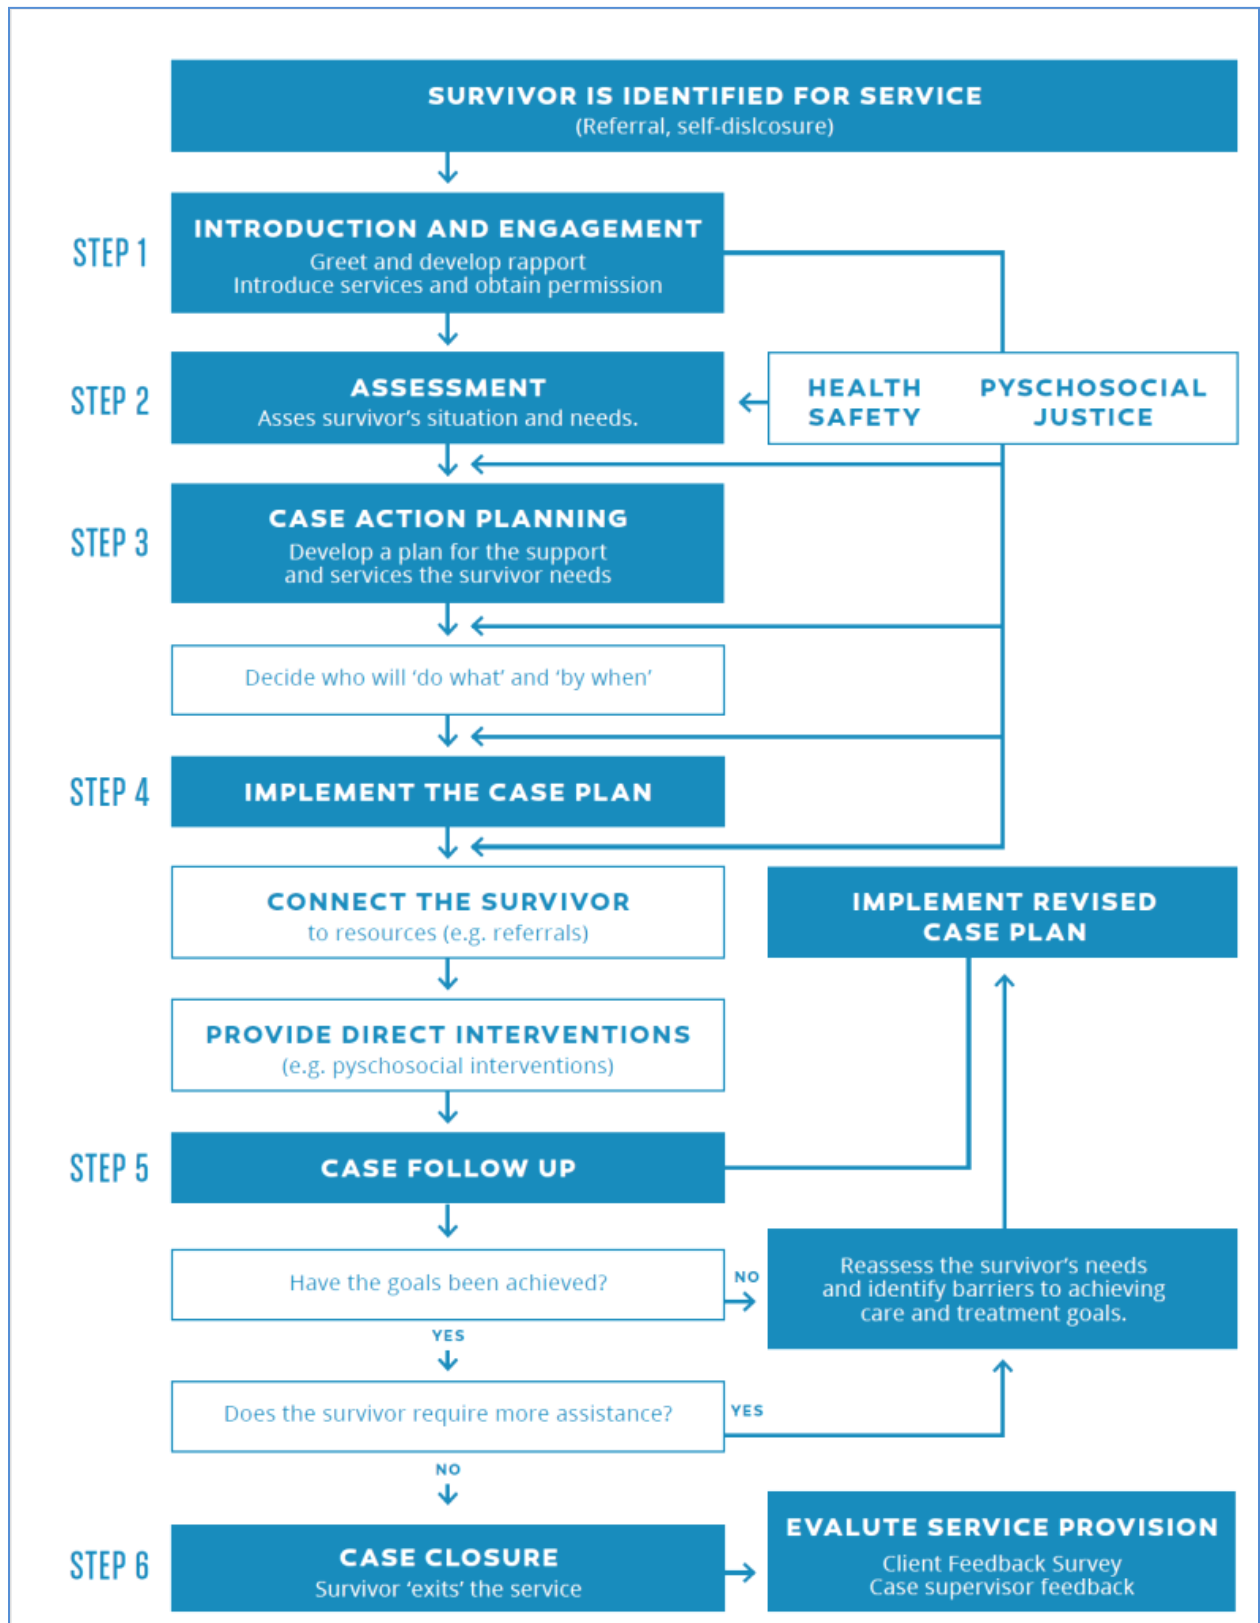 SURVIVOR IS IDENTIFIED FOR SERVICE
(Referral, self-dislcosure)
STEP 1
INTRODUCTION AND ENGAGEMENT
Greet and develop rapport
Introduce services and obtain permission
STEP 2
ASSESSMENT
Asses survivor’s situation and needs.
HEALTH PYSCHOSOCIAL
SAFETY JUSTICE
STEP 3
CASE ACTION PLANNING
Develop a plan for the support
and services the survivor needs
Decide who will ‘do what’ and ‘by when’
STEP 4
IMPLEMENT THE CASE PLAN
CONNECT THE SURVIVOR
to resources (e.g. referrals)
IMPLEMENT REVISED
CASE PLAN
PROVIDE DIRECT INTERVENTIONS
(e.g. pyschosocial interventions)
STEP 5
CASE FOLLOW UP
Have the goals been achieved?
NO
Reassess the survivor’s needs
and identify barriers to achieving
care and treatment goals.
YES
Does the survivor require more assistance?
YES
NO
STEP 6
CASE CLOSURE
Survivor ‘exits’ the service
EVALUTE SERVICE PROVISION
Client Feedback Survey
Case supervisor feedback